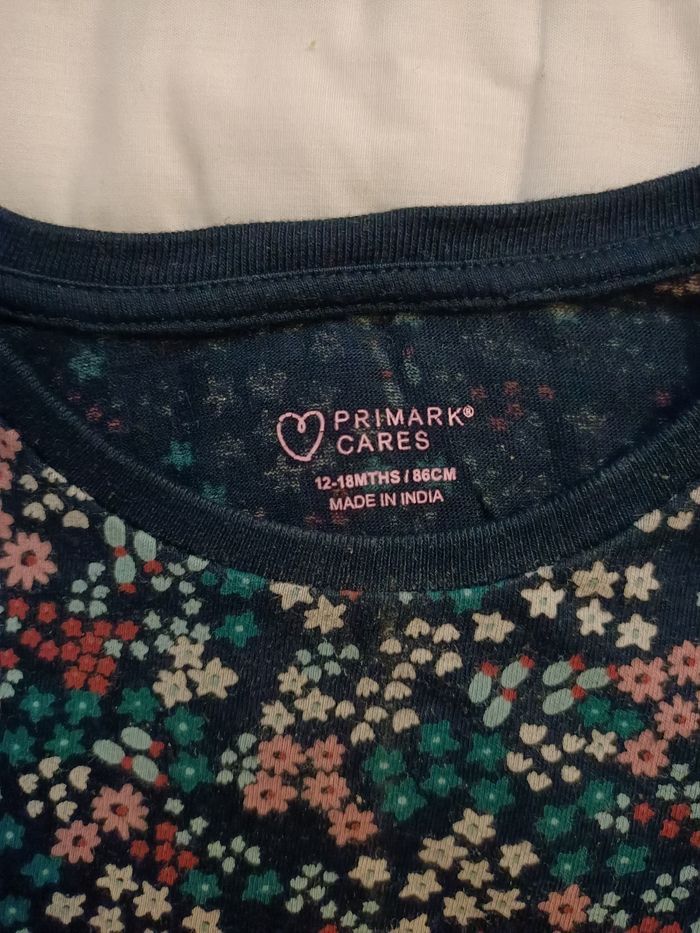 PRIMARK®
CARES
12-18MTHS / 86CM
MADE IN INDIA